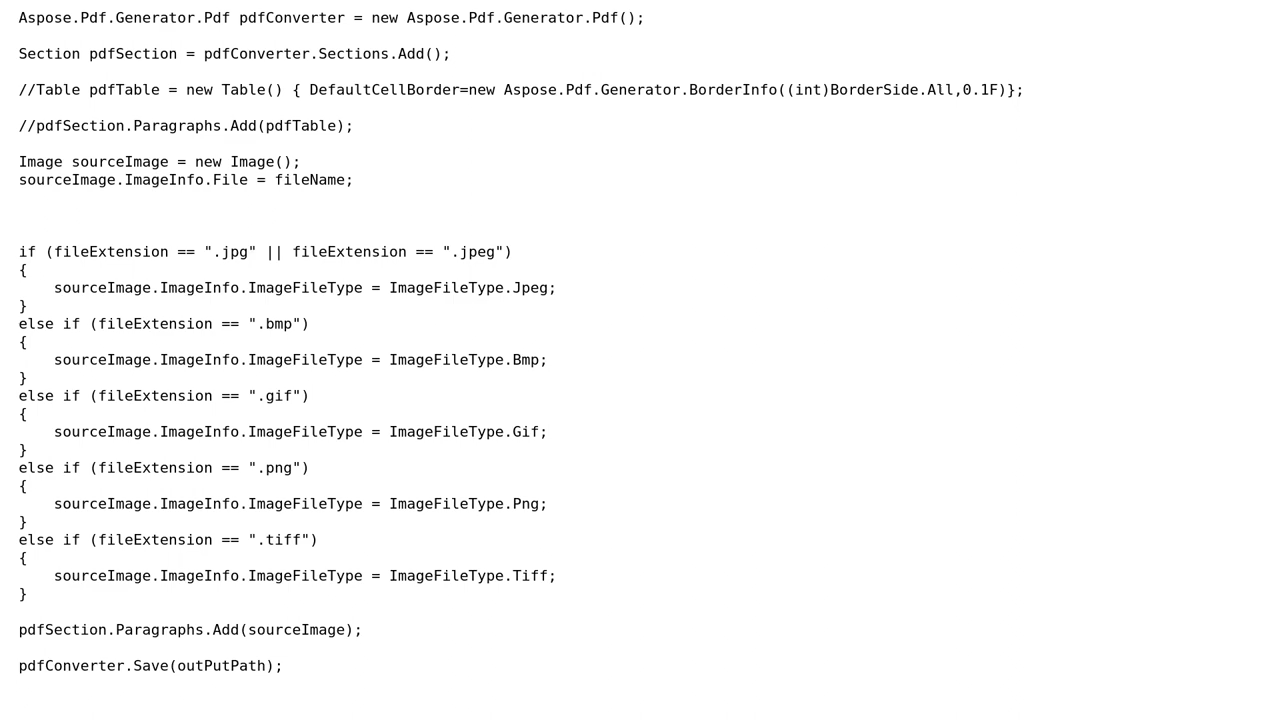 Aspose.Pdf.Generator.Pdf pdfConverter = new Aspose.Pdf.Generator.Pdf();
Section pdfSection = pdfConverter.Sections.Add();
//Table pdfTable = new Table() { DefaultCellBorder=new Aspose.Pdf.Generator.BorderInfo((int)BorderSide.All,0.1F)};
//pdfSection.Paragraphs.Add(pdfTable);
Image sourceImage = new Image();
sourceImage.ImageInfo.File = fileName;
if (fileExtension == ".jpg" || fileExtension == ".jpeg")
{
    sourceImage.ImageInfo.ImageFileType = ImageFileType.Jpeg;
}
else if (fileExtension == ".bmp")
{
    sourceImage.ImageInfo.ImageFileType = ImageFileType.Bmp;
}
else if (fileExtension == ".gif")
{
    sourceImage.ImageInfo.ImageFileType = ImageFileType.Gif;
}
else if (fileExtension == ".png")
{
    sourceImage.ImageInfo.ImageFileType = ImageFileType.Png;
}
else if (fileExtension == ".tiff")
{
    sourceImage.ImageInfo.ImageFileType = ImageFileType.Tiff;
}
pdfSection.Paragraphs.Add(sourceImage);
pdfConverter.Save(outPutPath);